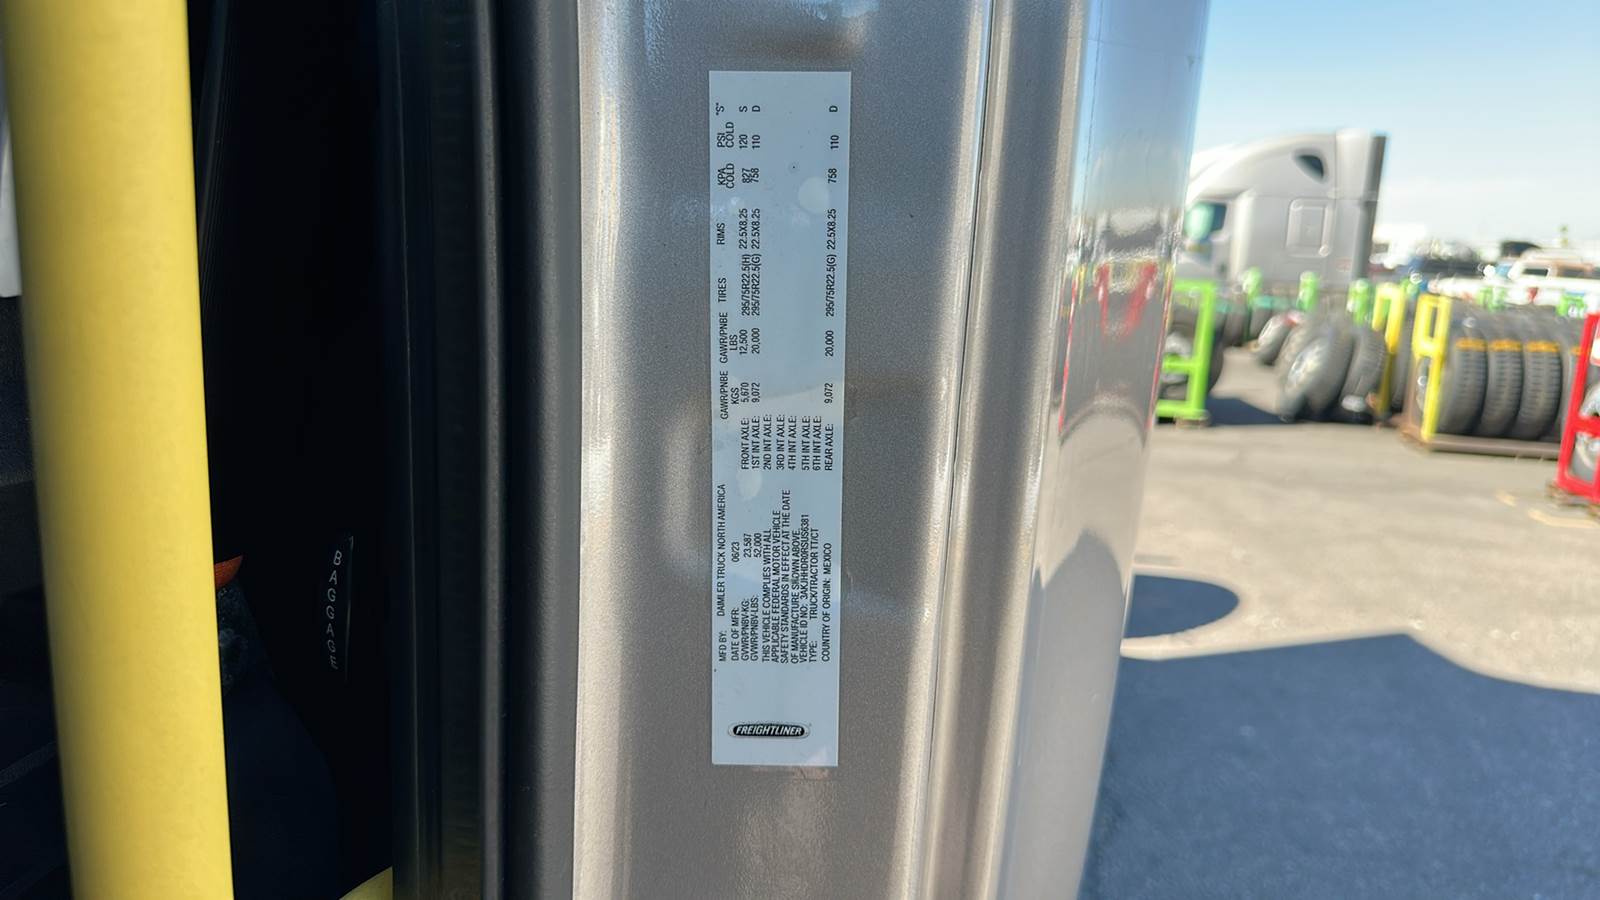 FREIGHTLINER
MFD BY: DAIMLER TRUCK NORTH AMERICA
DATE OF MFR: 06/23
GVWR/PNBV-KG: 23,587
GVWR/PNBV-LBS: 52,000
THIS VEHICLE COMPLIES WITH ALL
APPLICABLE FEDERAL MOTOR VEHICLE
SAFETY STANDARDS IN EFFECT AT THE DATE
OF MANUFACTURE SHOWN ABOVE.
VEHICLE ID NO: 3AKJHHDR0RSUS6381
TYPE: TRUCK/TRACTOR TT/CT
COUNTRY OF ORIGIN: MEXICO
GAWR/PNBE KGS GAWR/PNBE LBS TIRES RIMS KPA COLD PSI COLD "S"
FRONT AXLE: 5,670 12,500 295/75R22.5(H) 22.5X8.25 827 120 S
1ST INT AXLE: 9,072 20,000 295/75R22.5(G) 22.5X8.25 758 110 D
2ND INT AXLE:
3RD INT AXLE:
4TH INT AXLE:
5TH INT AXLE:
6TH INT AXLE:
REAR AXLE: 9,072 20,000 295/75R22.5(G) 22.5X8.25 758 110 D
BAGGAGE